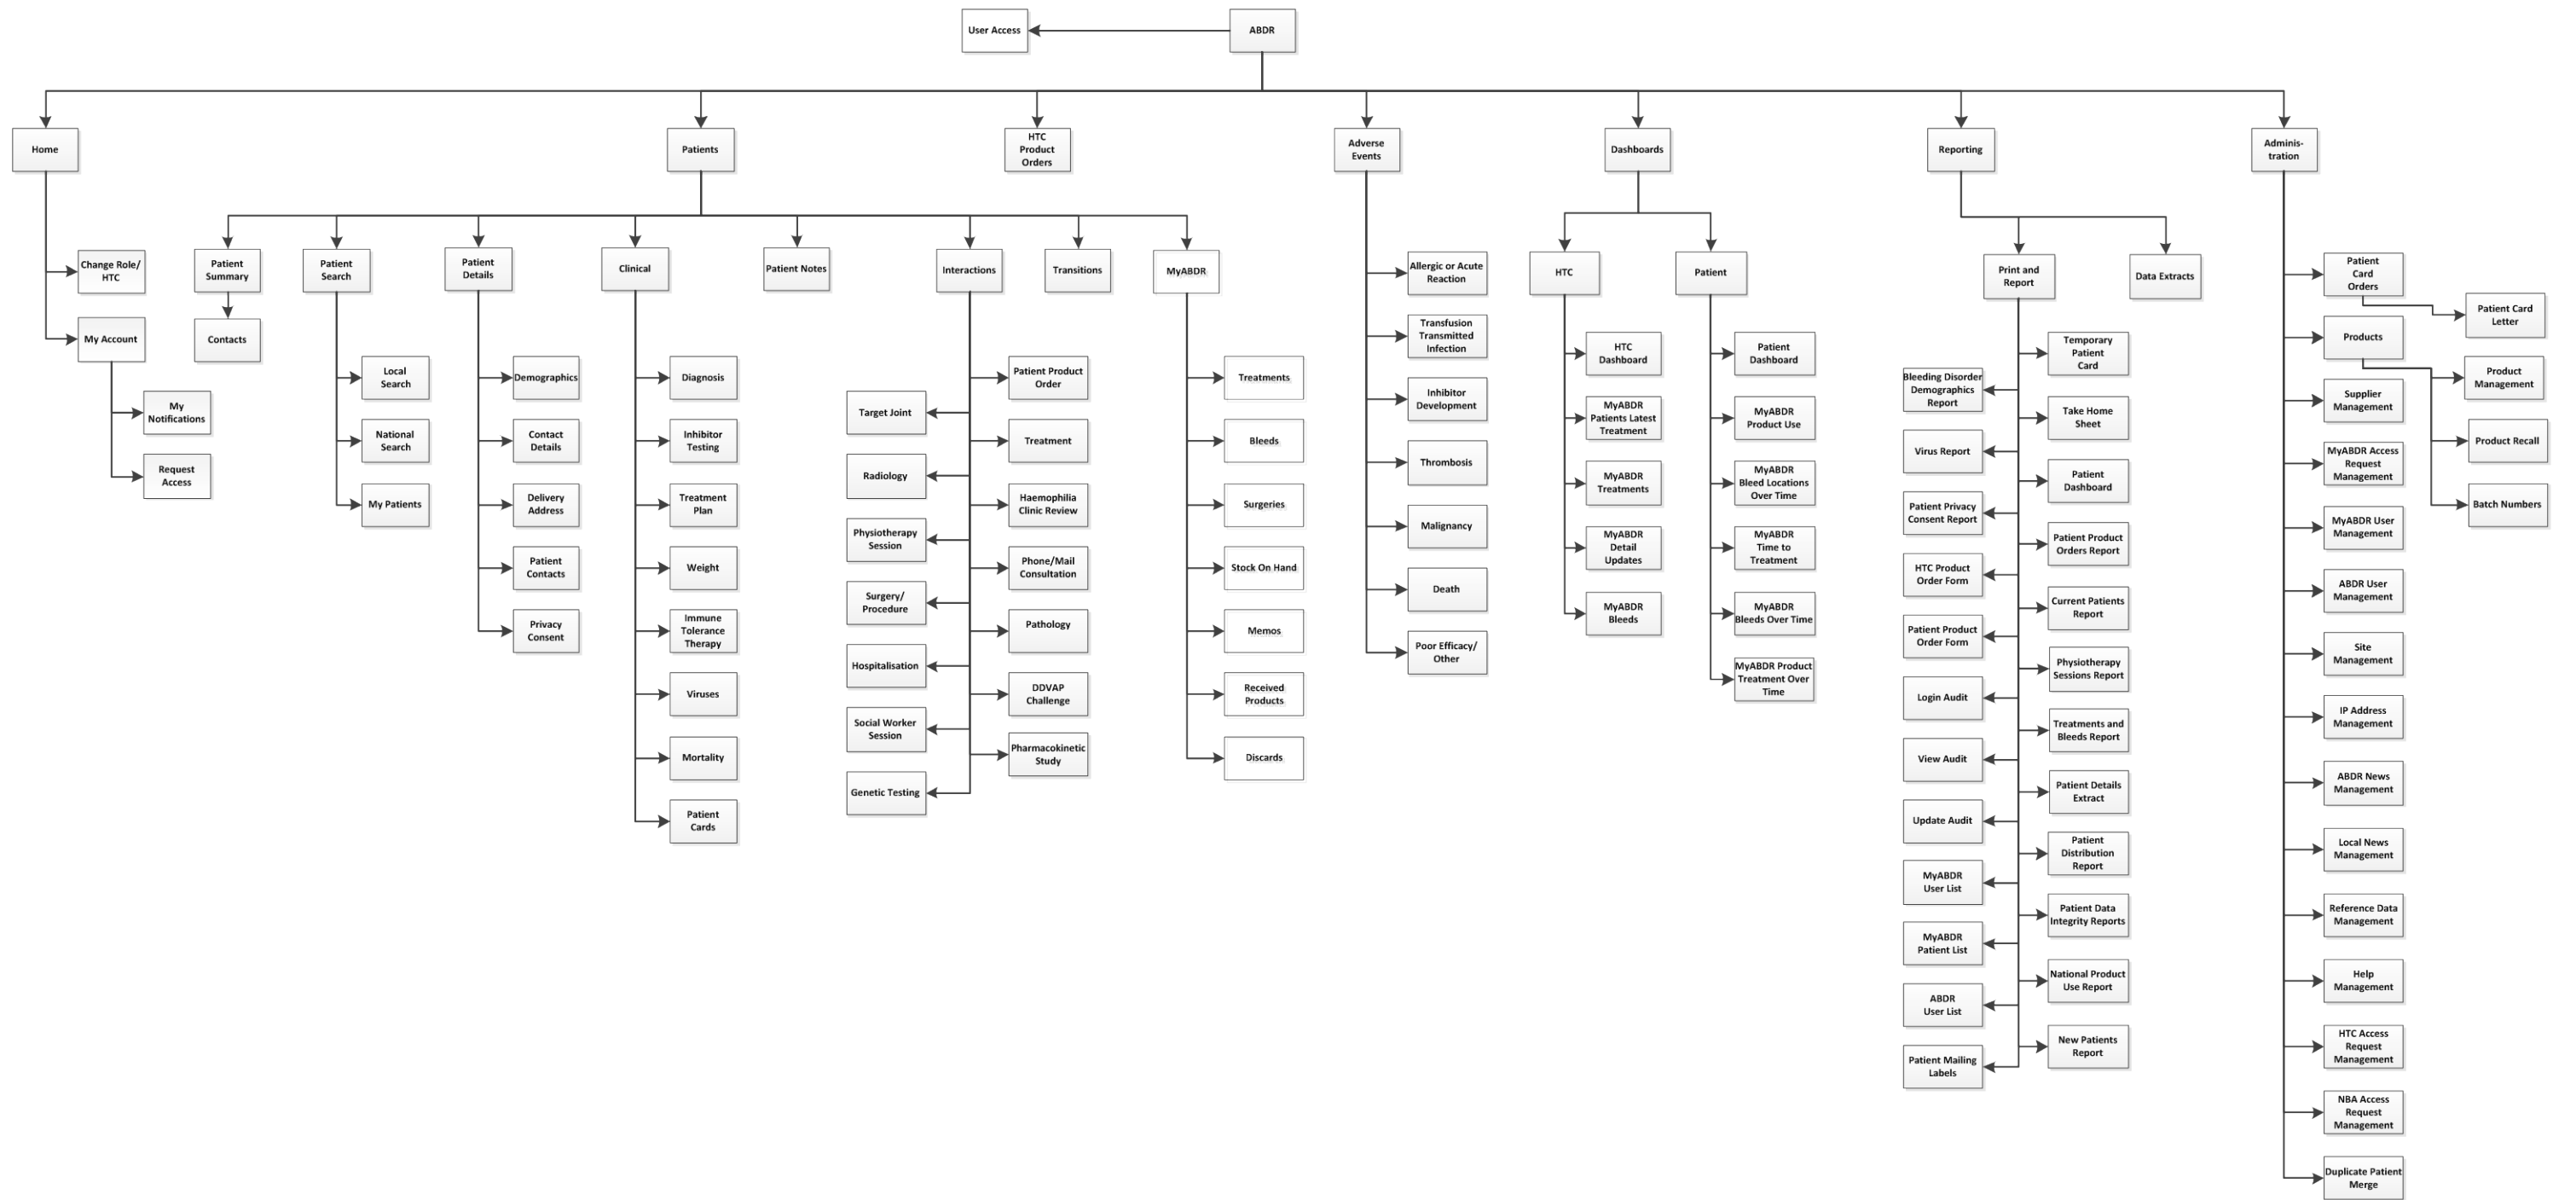 User Access
ABDR
Home
Patients
HTC
Product
Orders
Adverse
Events
Dashboards
Reporting
Adminis-
tration
Change Role/
HTC
My Account
My
Notifications
Request
Access
Patient
Summary
Contacts
Patient
Search
Local
Search
National
Search
My Patients
Patient
Details
Demographics
Contact
Details
Delivery
Address
Patient
Contacts
Privacy
Consent
Clinical
Diagnosis
Inhibitor
Testing
Treatment
Plan
Weight
Immune
Tolerance
Therapy
Viruses
Mortality
Patient
Cards
Patient Notes
Interactions
Patient Product
Order
Target Joint
Treatment
Radiology
Haemophilia
Clinic Review
Physiotherapy
Session
Phone/Mail
Consultation
Surgery/
Procedure
Pathology
Hospitalisation
DDVAP
Challenge
Social Worker
Session
Pharmacokinetic
Study
Genetic Testing
Transitions
MyABDR
Treatments
Bleeds
Surgeries
Stock On Hand
Memos
Received
Products
Discards
Allergic or Acute
Reaction
Transfusion
Transmitted
Infection
Inhibitor
Development
Thrombosis
Malignancy
Death
Poor Efficacy/
Other
HTC
HTC
Dashboard
MyABDR
Patients Latest
Treatment
MyABDR
Treatments
MyABDR
Detail
Updates
MyABDR
Bleeds
Patient
Patient
Dashboard
MyABDR
Product Use
MyABDR
Bleed Locations
Over Time
MyABDR
Time to
Treatment
MyABDR
Bleeds Over Time
MyABDR Product
Treatment Over
Time
Print and
Report
Temporary
Patient
Card
Bleeding Disorder
Demographics
Report
Take Home
Sheet
Virus Report
Patient
Dashboard
Patient Privacy
Consent Report
Patient Product
Orders Report
HTC Product
Order Form
Current Patients
Report
Patient Product
Order Form
Physiotherapy
Sessions Report
Login Audit
Treatments and
Bleeds Report
View Audit
Patient Details
Extract
Update Audit
Patient
Distribution
Report
MyABDR
User List
Patient Data
Integrity Reports
MyABDR
Patient List
National Product
Use Report
ABDR
User List
New Patients
Report
Patient Mailing
Labels
Data Extracts
Patient
Card
Orders
Patient Card
Letter
Products
Product
Management
Product Recall
Batch Numbers
Supplier
Management
MyABDR Access
Request
Management
MyABDR User
Management
ABDR User
Management
Site
Management
IP Address
Management
ABDR News
Management
Local News
Management
Reference Data
Management
Help
Management
HTC Access
Request
Management
NBA Access
Request
Management
Duplicate Patient
Merge